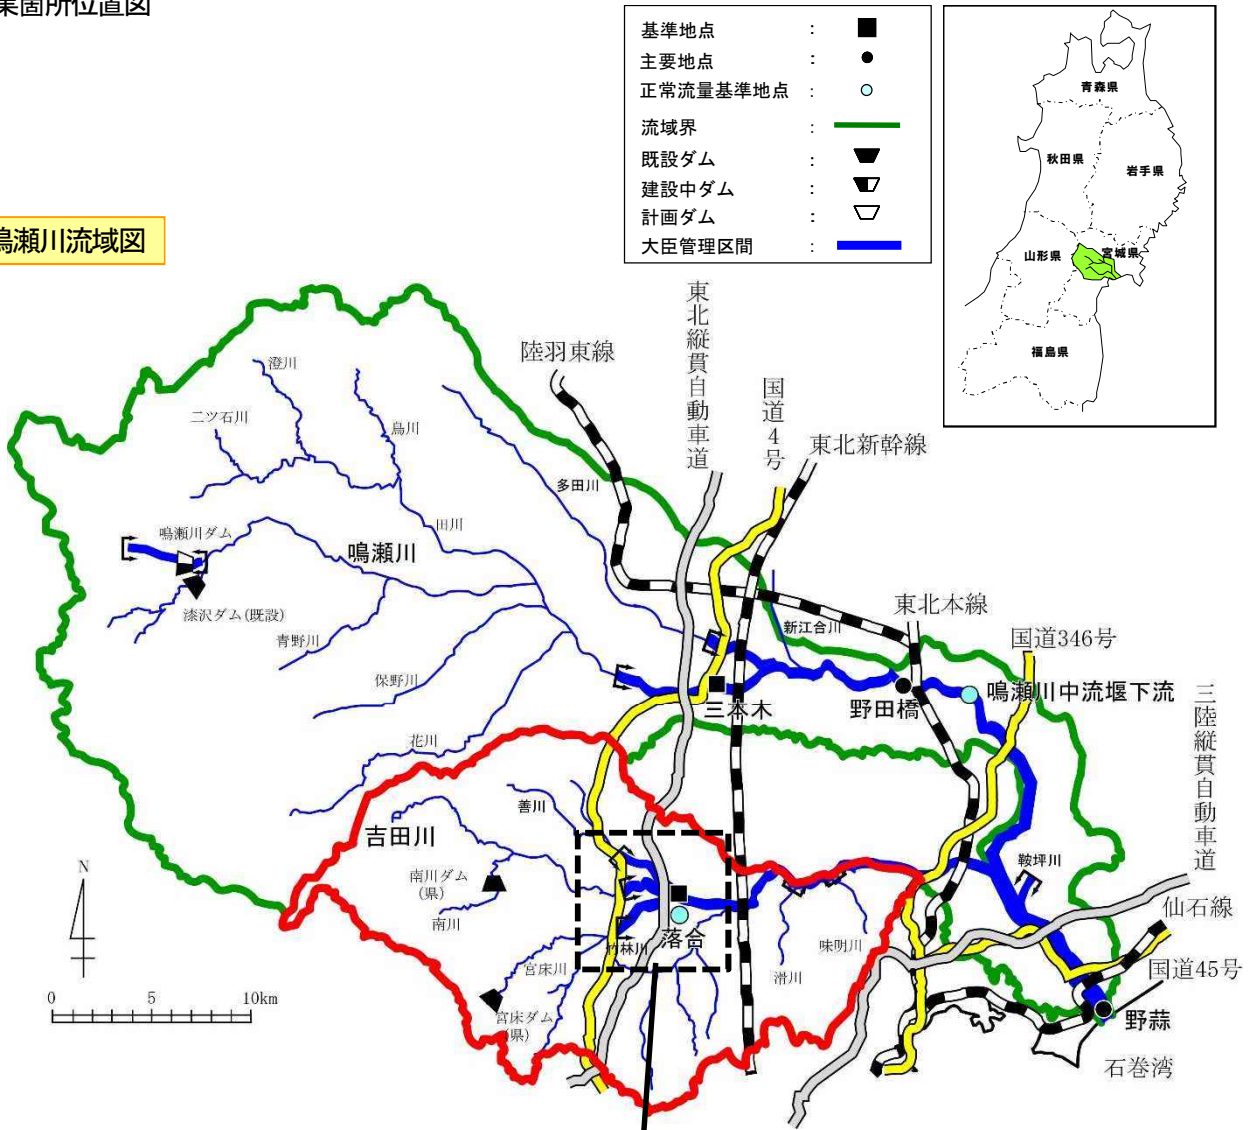 業箇所位置図
基準地点 :
主要地点 :
正常流量基準地点 :
流域界 :
既設ダム :
建設中ダム :
計画ダム :
大臣管理区間 :
青森県
秋田県
岩手県
山形県
宮城県
福島県
鳴瀬川流域図
東北縦貫自動車道
陸羽東線
国道4号
東北新幹線
澄川
二ツ石川
鳥川
多田川
田川
鳴瀬川ダム
鳴瀬川
漆沢ダム(既設)
青野川
保野川
花川
新江合川
東北本線
国道346号
三本木
野田橋
鳴瀬川中流堰下流
三陸縦貫自動車道
善川
吉田川
南川ダム
(県)
南川
鞍坪川
仙石線
竹林川
落合
味明川
滑川
宮床川
宮床ダム
(県)
国道45号
野蒜
石巻湾
N
0 5 10km